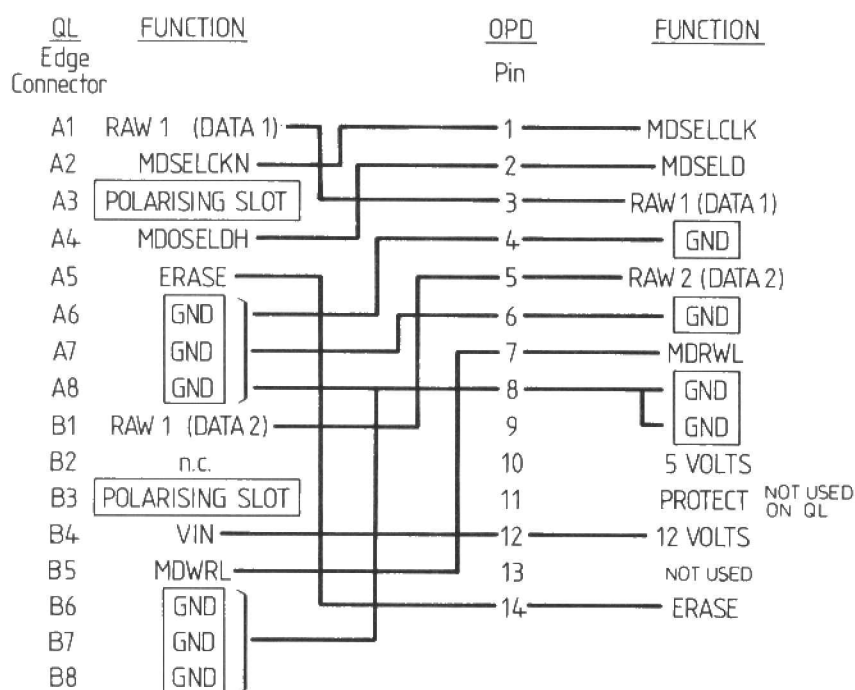 QL FUNCTION OPD FUNCTION
Edge
Connector Pin
A1 RAW 1 (DATA 1) 1 MDSELCLK
A2 MDSELCKN 2 MDSELD
A3 POLARISING SLOT 3 RAW 1 (DATA 1)
A4 MDOSELDH 4 GND
A5 ERASE 5 RAW 2 (DATA 2)
A6 GND 6 GND
A7 GND 7 MDRWL
A8 GND 8 GND
B1 RAW 1 (DATA 2) 9 GND
B2 n.c. 10 5 VOLTS
B3 POLARISING SLOT 11 PROTECT NOT USED ON QL
B4 VIN 12 12 VOLTS
B5 MDWRL 13 NOT USED
B6 GND 14 ERASE
B7 GND
B8 GND